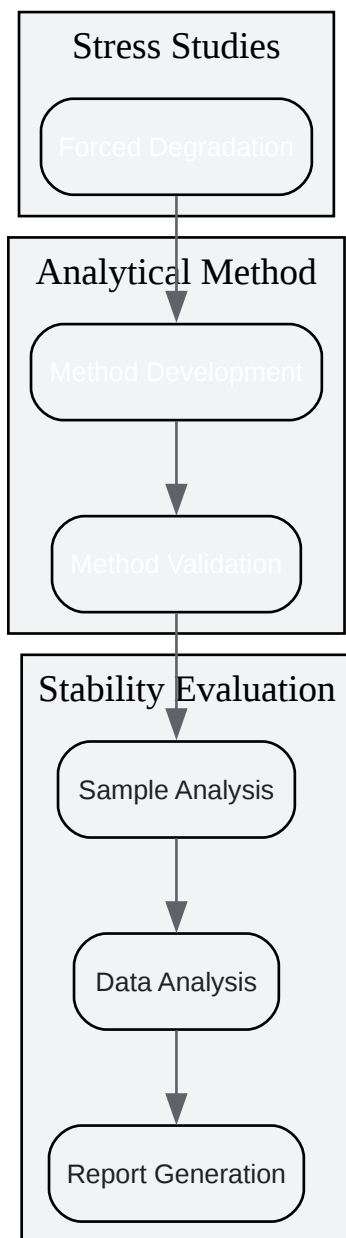 Stress Studies
Forced Degradation
Analytical Method
Method Development
Method Validation
Stability Evaluation
Sample Analysis
Data Analysis
Report Generation